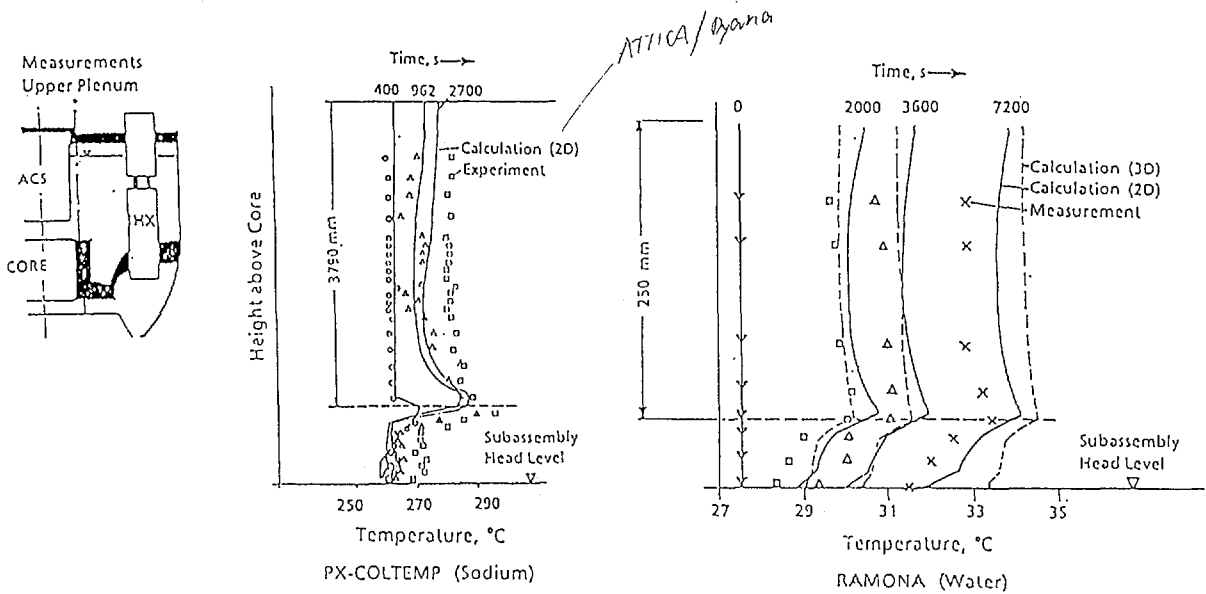 Measurements
Upper Plenum
ACS
HX
CORE
ATTICA/Dyana
Height above Core
Time, s
400 962 2700
Calculation (2D)
Experiment
3750 mm
Subassembly
Head Level
250 270 290
Temperature, °C
PX-COLTEMP (Sodium)
Time, s
0 2000 3600 7200
Calculation (3D)
Calculation (2D)
Measurement
250 mm
Subassembly
Head Level
27 29 31 33 35
Temperature, °C
RAMONA (Water)